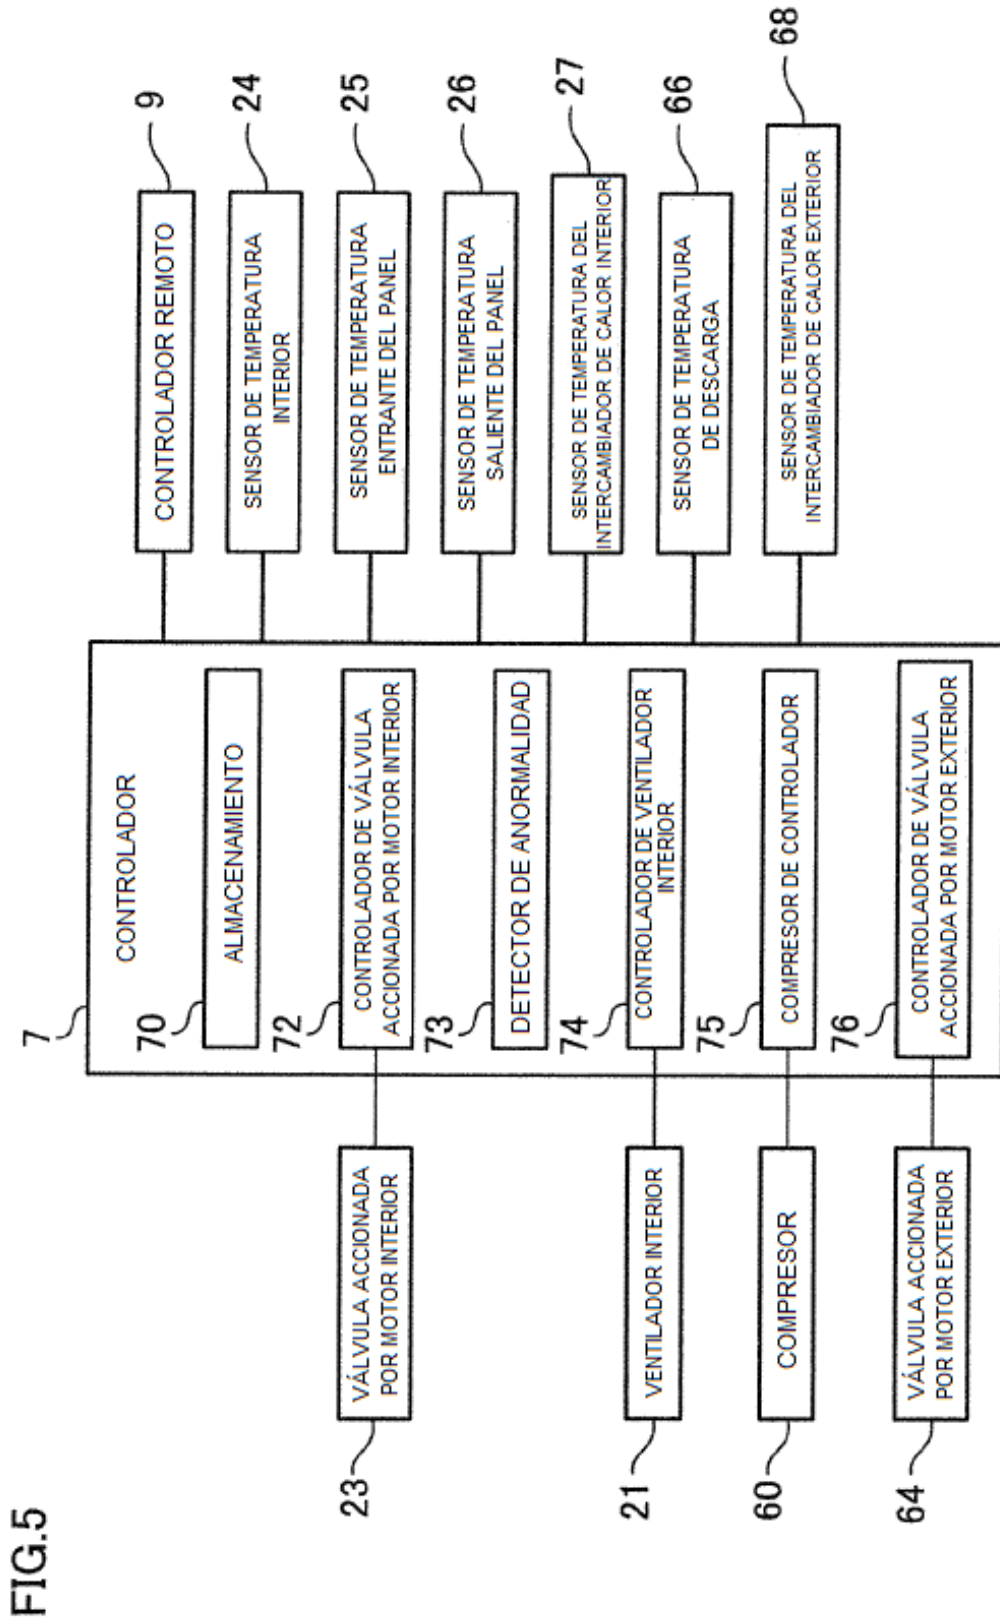 FIG.5
7
CONTROLADOR
70
ALMACENAMIENTO
72
CONTROLADOR DE VÁLVULA
ACCIONADA POR MOTOR INTERIOR
73
DETECTOR DE ANORMALIDAD
74
CONTROLADOR DE VENTILADOR
INTERIOR
75
COMPRESOR DE CONTROLADOR
76
CONTROLADOR DE VÁLVULA
ACCIONADA POR MOTOR EXTERIOR
VÁLVULA ACCIONADA
POR MOTOR INTERIOR
23
VENTILADOR INTERIOR
21
COMPRESOR
60
VÁLVULA ACCIONADA
POR MOTOR EXTERIOR
64
CONTROLADOR REMOTO
9
SENSOR DE TEMPERATURA
INTERIOR
24
SENSOR DE TEMPERATURA
ENTRANTE DEL PANEL
25
SENSOR DE TEMPERATURA
SALIENTE DEL PANEL
26
SENSOR DE TEMPERATURA DEL
INTERCAMBIADOR DE CALOR INTERIOR
27
SENSOR DE TEMPERATURA
DE DESCARGA
66
SENSOR DE TEMPERATURA DEL
INTERCAMBIADOR DE CALOR EXTERIOR
68